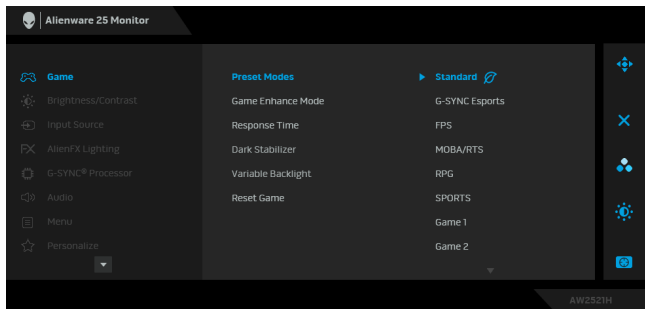 Alienware 25 Monitor
Game
Preset Modes
Standard
Brightness/Contrast
Game Enhance Mode
G-SYNC Esports
Input Source
Response Time
FPS
FX
AlienFX Lighting
Dark Stabilizer
MOBA/RTS
G-SYNC® Processor
Variable Backlight
RPG
Audio
Reset Game
SPORTS
Menu
Game 1
Personalize
Game 2
AW2521H